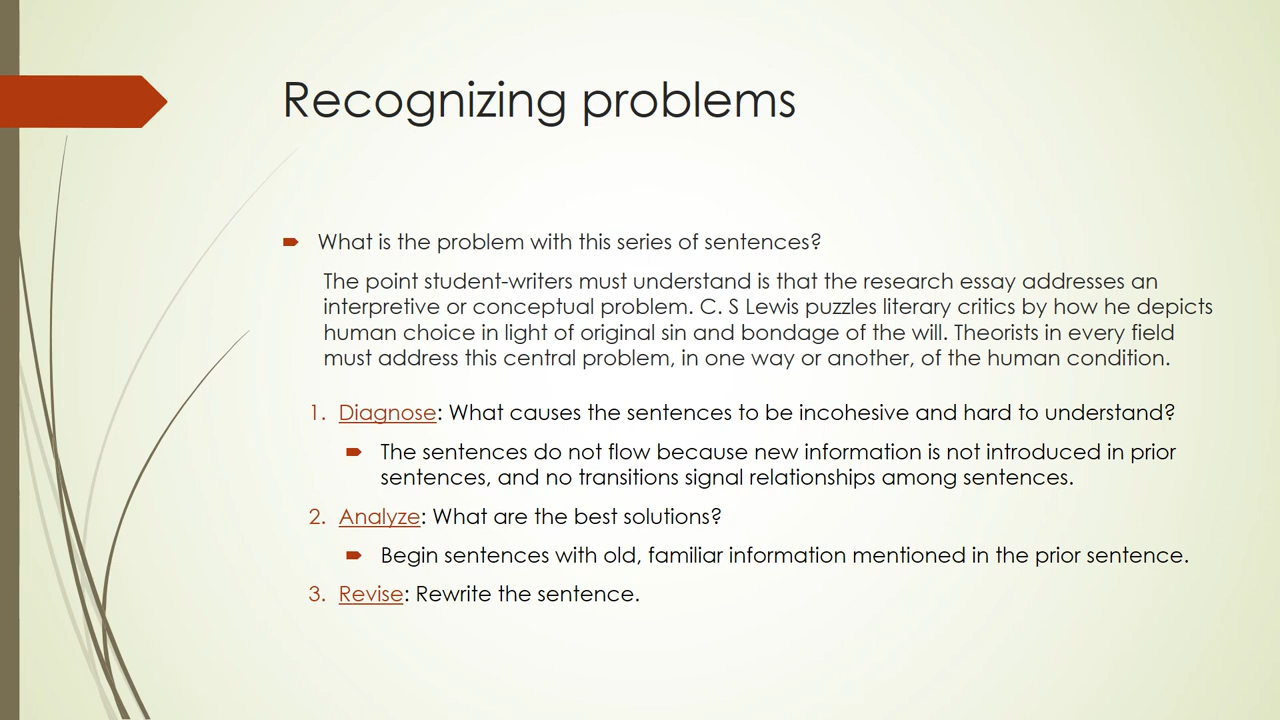 Recognizing problems
What is the problem with this series of sentences?
The point student-writers must understand is that the research essay addresses an
interpretive or conceptual problem. C. S Lewis puzzles literary critics by how he depicts
human choice in light of original sin and bondage of the will. Theorists in every field
must address this central problem, in one way or another, of the human condition.
1. Diagnose: What causes the sentences to be incohesive and hard to understand?
The sentences do not flow because new information is not introduced in prior
sentences, and no transitions signal relationships among sentences.
2. Analyze: What are the best solutions?
Begin sentences with old, familiar information mentioned in the prior sentence.
3. Revise: Rewrite the sentence.